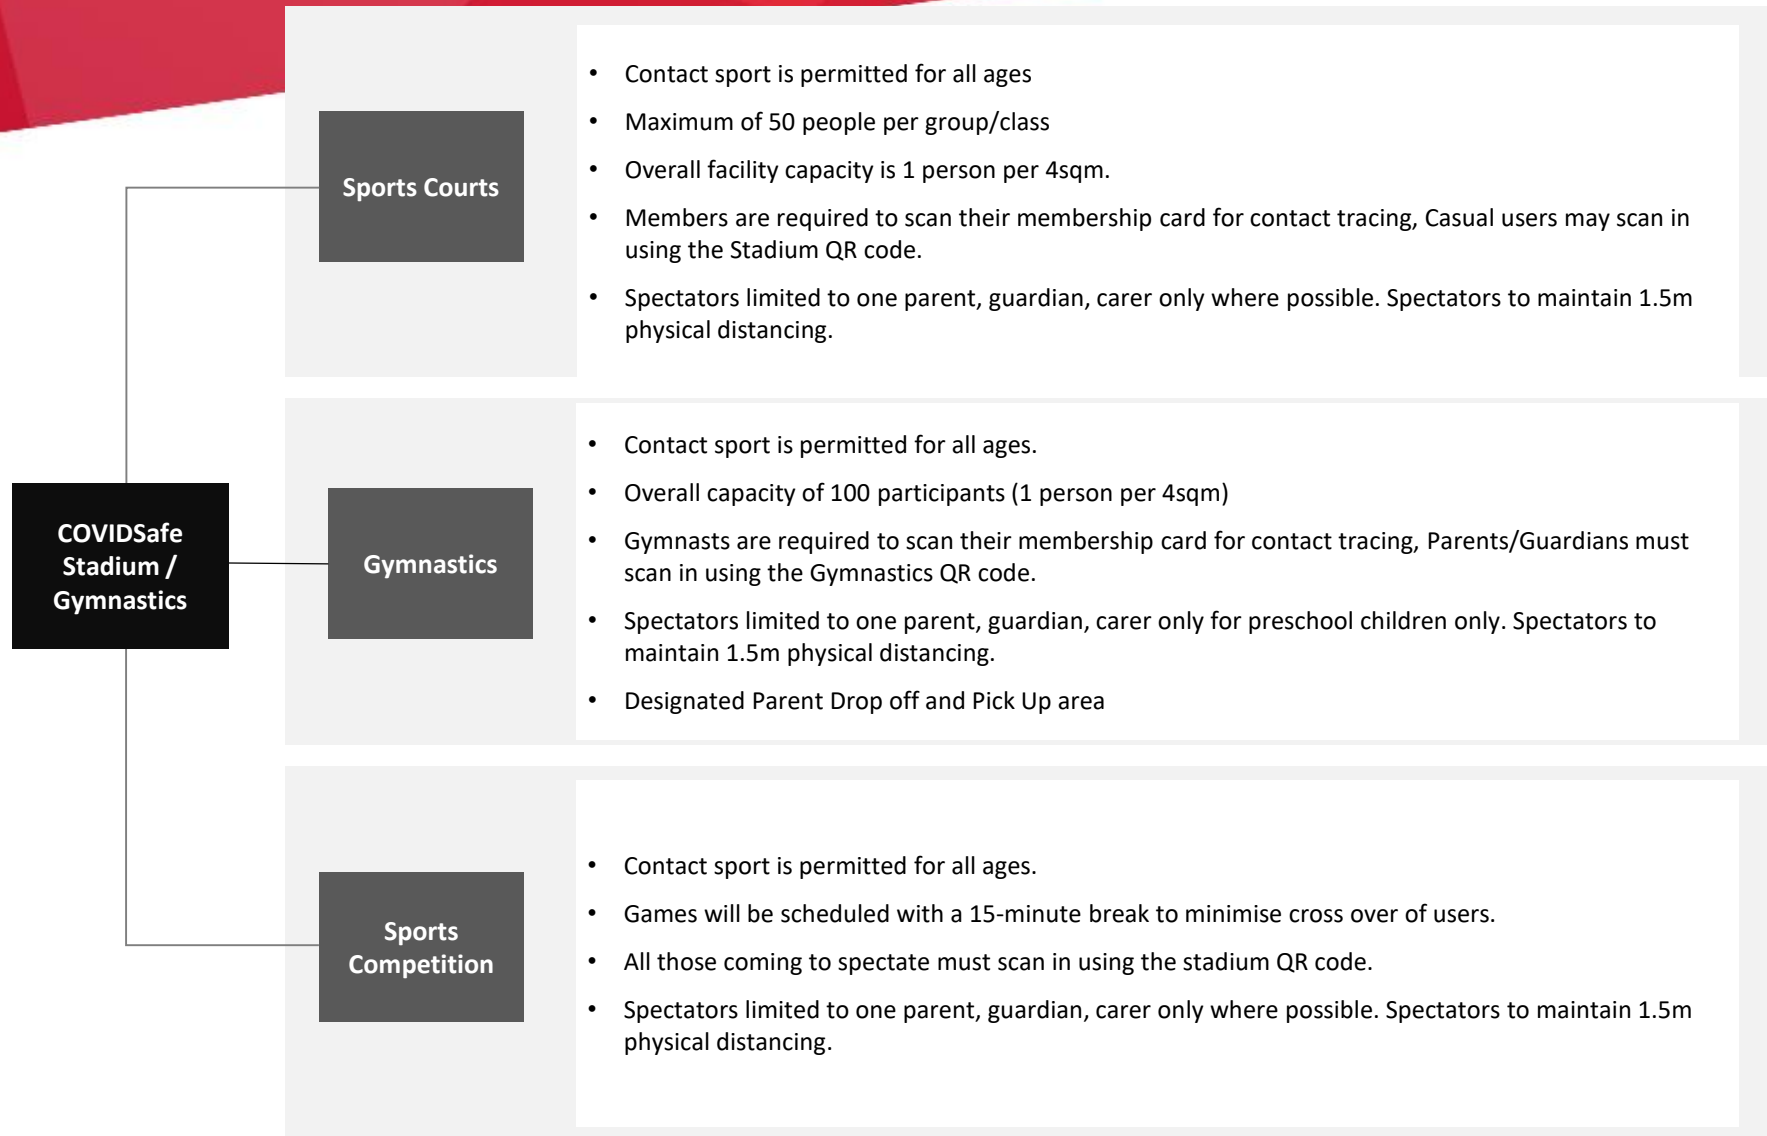 • Contact sport is permitted for all ages
• Maximum of 50 people per group/class
• Overall facility capacity is 1 person per 4sqm.
• Members are required to scan their membership card for contact tracing, Casual users may scan in
using the Stadium QR code.
• Spectators limited to one parent, guardian, carer only where possible. Spectators to maintain 1.5m
physical distancing.
Sports Courts
• Contact sport is permitted for all ages.
• Overall capacity of 100 participants (1 person per 4sqm)
• Gymnasts are required to scan their membership card for contact tracing, Parents/Guardians must
scan in using the Gymnastics QR code.
• Spectators limited to one parent, guardian, carer only for preschool children only. Spectators to
maintain 1.5m physical distancing.
• Designated Parent Drop off and Pick Up area
COVIDSafe
Stadium /
Gymnastics
Gymnastics
• Contact sport is permitted for all ages.
• Games will be scheduled with a 15-minute break to minimise cross over of users.
• All those coming to spectate must scan in using the stadium QR code.
• Spectators limited to one parent, guardian, carer only where possible. Spectators to maintain 1.5m
physical distancing.
Sports
Competition